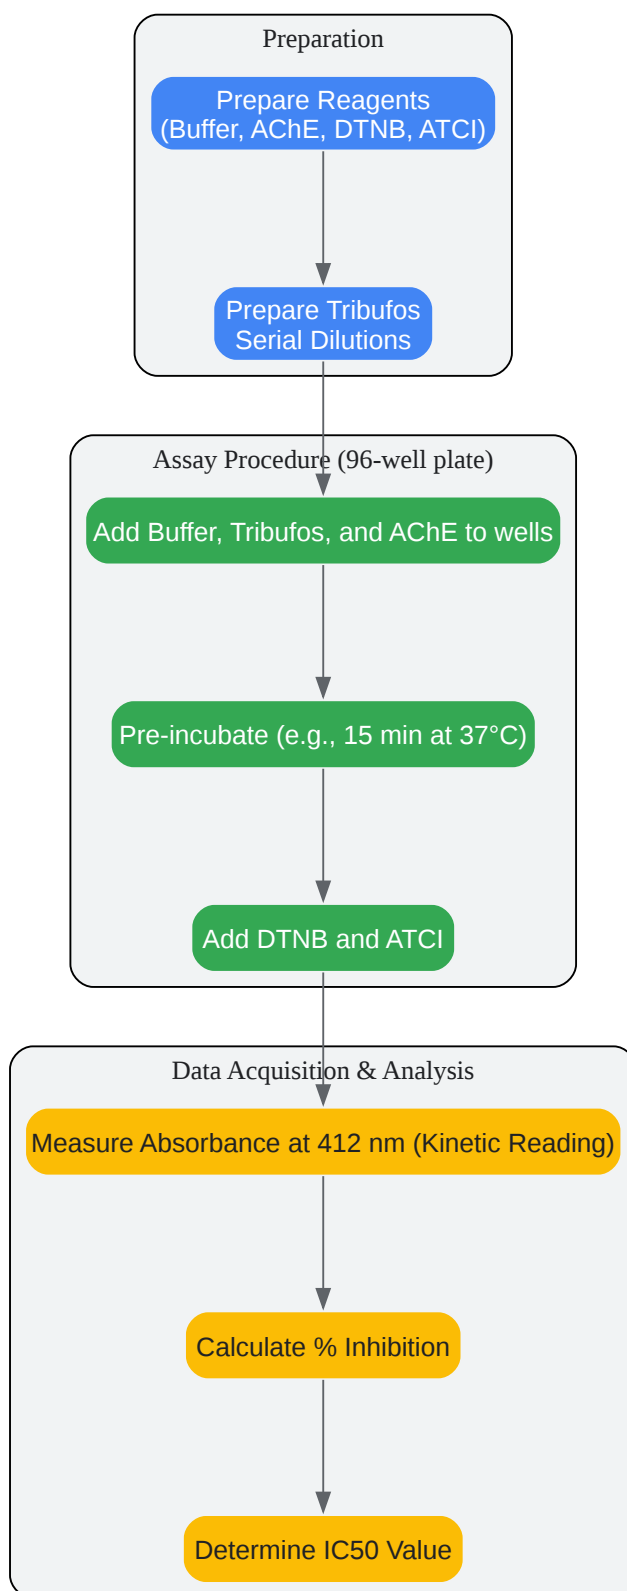 Preparation
Prepare Reagents
(Buffer, AChE, DTNB, ATCI)
Prepare Tribufos
Serial Dilutions
Assay Procedure (96-well plate)
Add Buffer, Tribufos, and AChE to wells
Pre-incubate (e.g., 15 min at 37°C)
Add DTNB and ATCI
Data Acquisition & Analysis
Measure Absorbance at 412 nm (Kinetic Reading)
Calculate % Inhibition
Determine IC50 Value